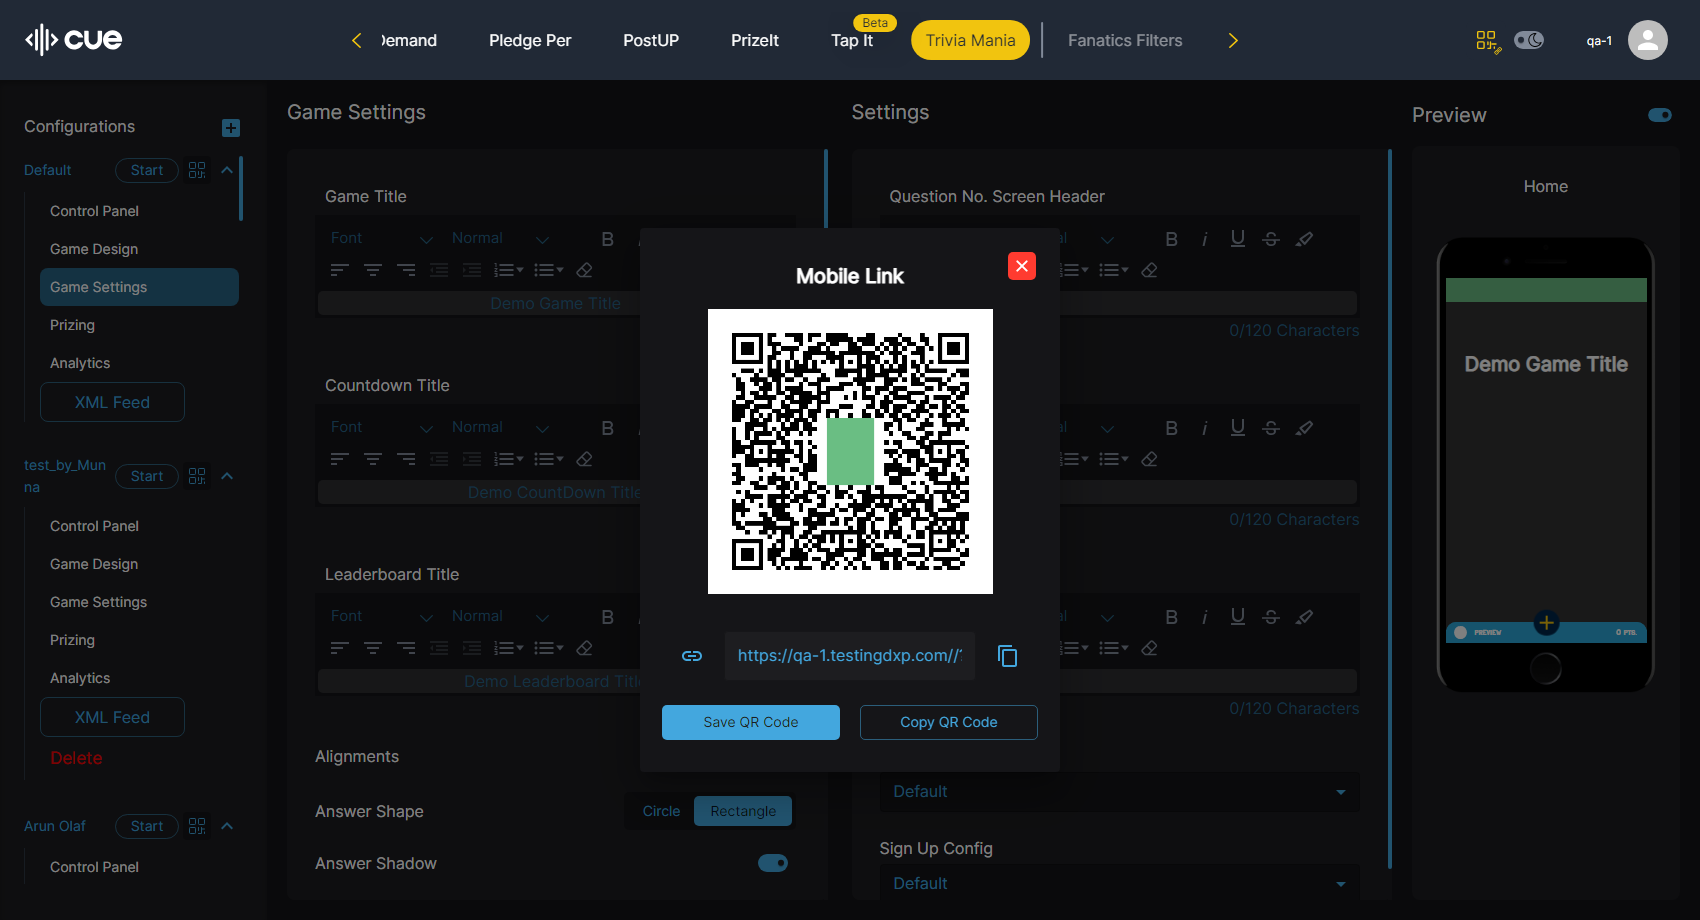 cue
Demand
Pledge Per
PostUP
PrizeIt
Tap It
Beta
Trivia Mania
Fanatics Filters
qa-1
Configurations
Default
Start
Control Panel
Game Design
Game Settings
Prizing
Analytics
XML Feed
test_by_Mun
na
Start
Control Panel
Game Design
Game Settings
Prizing
Analytics
XML Feed
Delete
Arun Olaf
Start
Control Panel
Game Settings
Game Title
Font
Normal
B
Demo Game Title
Countdown Title
Font
Normal
B
Demo CountDown Title
Leaderboard Title
Font
Normal
B
Demo Leaderboard Title
Alignments
Answer Shape
Circle
Rectangle
Answer Shadow
Mobile Link
https://qa-1.testingdxp.com//?
Save QR Code
Copy QR Code
Settings
Question No. Screen Header
B i U S
0/120 Characters
B i U S
0/120 Characters
B i U S
0/120 Characters
Default
Sign Up Config
Default
Preview
Home
Demo Game Title
PREVIEW
0 PTS.